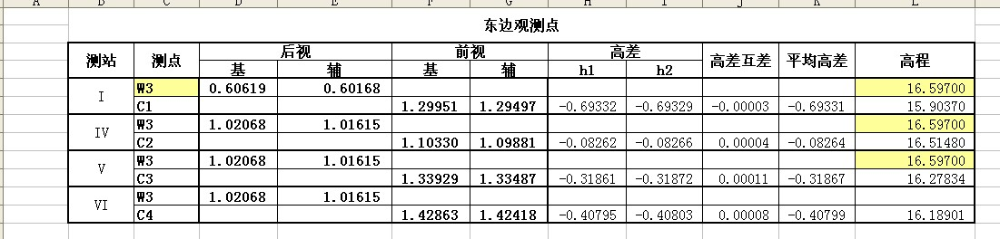 A B C D E F G H I J K L
东边观测点
测站 测点 后视 前视 高差 高差互差 平均高差 高程
基 辅 基 辅 h1 h2
I W3 0.60619 0.60168 16.59700
C1 1.29951 1.29497 -0.69332 -0.69329 -0.00003 -0.69331 15.90370
IV W3 1.02068 1.01615 16.59700
C2 1.10330 1.09881 -0.08262 -0.08266 0.00004 -0.08264 16.51480
V W3 1.02068 1.01615 16.59700
C3 1.33929 1.33487 -0.31861 -0.31872 0.00011 -0.31867 16.27834
VI W3 1.02068 1.01615
C4 1.42863 1.42418 -0.40795 -0.40803 0.00008 -0.40799 16.18901